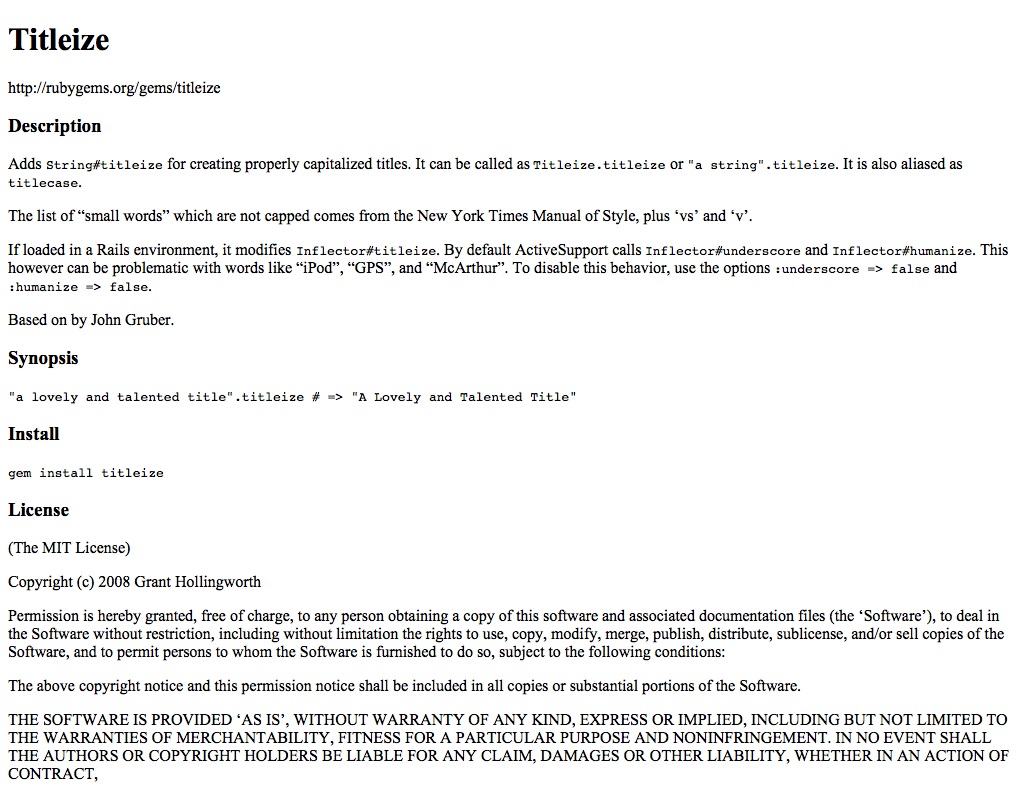 Titleize
http://rubygems.org/gems/titleize
Description
Adds String#titleize for creating properly capitalized titles. It can be called as Titleize.titleize or "a string".titleize. It is also aliased as
titlecase.
The list of “small words” which are not capped comes from the New York Times Manual of Style, plus ‘vs’ and ‘v’.
If loaded in a Rails environment, it modifies Inflector#titleize. By default ActiveSupport calls Inflector#underscore and Inflector#humanize. This
however can be problematic with words like “iPod”, “GPS”, and “McArthur”. To disable this behavior, use the options :underscore => false and
:humanize => false.
Based on by John Gruber.
Synopsis
"a lovely and talented title".titleize # => "A Lovely and Talented Title"
Install
gem install titleize
License
(The MIT License)
Copyright (c) 2008 Grant Hollingworth
Permission is hereby granted, free of charge, to any person obtaining a copy of this software and associated documentation files (the ‘Software’), to deal in
the Software without restriction, including without limitation the rights to use, copy, modify, merge, publish, distribute, sublicense, and/or sell copies of the
Software, and to permit persons to whom the Software is furnished to do so, subject to the following conditions:
The above copyright notice and this permission notice shall be included in all copies or substantial portions of the Software.
THE SOFTWARE IS PROVIDED ‘AS IS’, WITHOUT WARRANTY OF ANY KIND, EXPRESS OR IMPLIED, INCLUDING BUT NOT LIMITED TO
THE WARRANTIES OF MERCHANTABILITY, FITNESS FOR A PARTICULAR PURPOSE AND NONINFRINGEMENT. IN NO EVENT SHALL
THE AUTHORS OR COPYRIGHT HOLDERS BE LIABLE FOR ANY CLAIM, DAMAGES OR OTHER LIABILITY, WHETHER IN AN ACTION OF
CONTRACT,